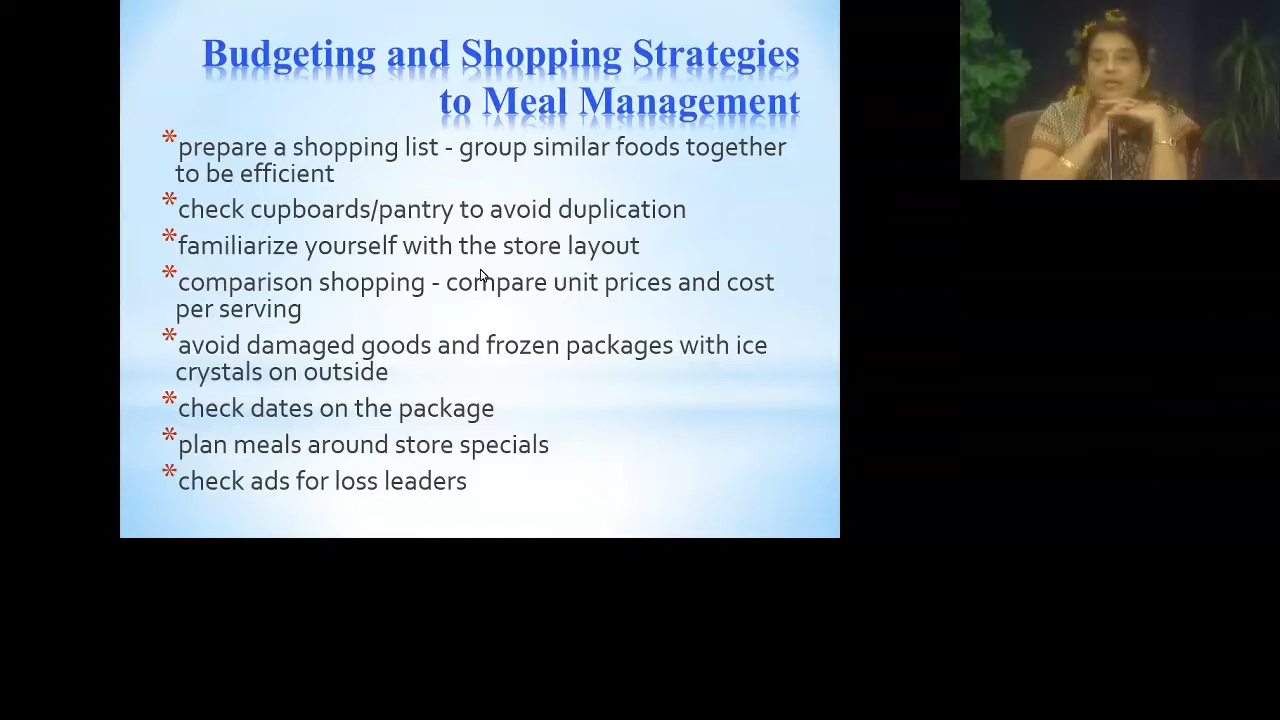 Budgeting and Shopping Strategies
to Meal Management
*prepare a shopping list - group similar foods together
to be efficient
*check cupboards/pantry to avoid duplication
*familiarize yourself with the store layout
*comparison shopping - compare unit prices and cost
per serving
*avoid damaged goods and frozen packages with ice
crystals on outside
*check dates on the package
*plan meals around store specials
*check ads for loss leaders